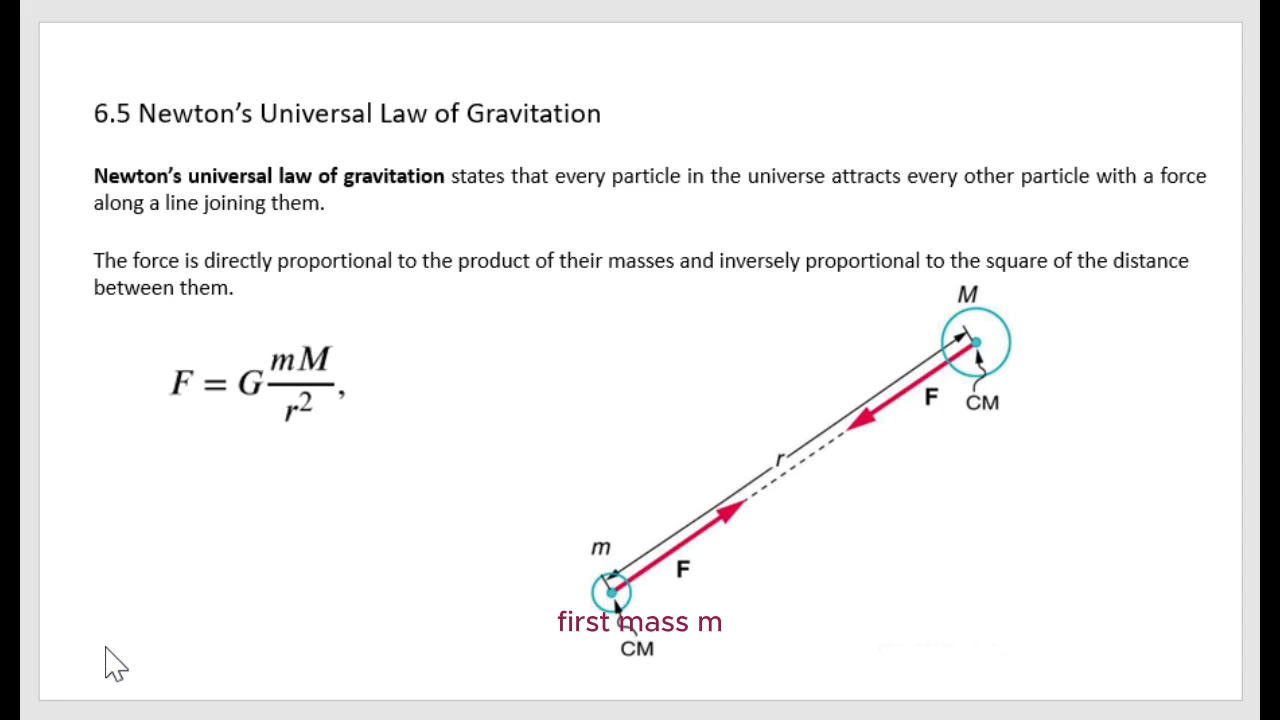 6.5 Newton’s Universal Law of Gravitation
Newton’s universal law of gravitation states that every particle in the universe attracts every other particle with a force
along a line joining them.
The force is directly proportional to the product of their masses and inversely proportional to the square of the distance
between them.
M
F = G mM / r²,
F
CM
r
m
F
first mass m
CM